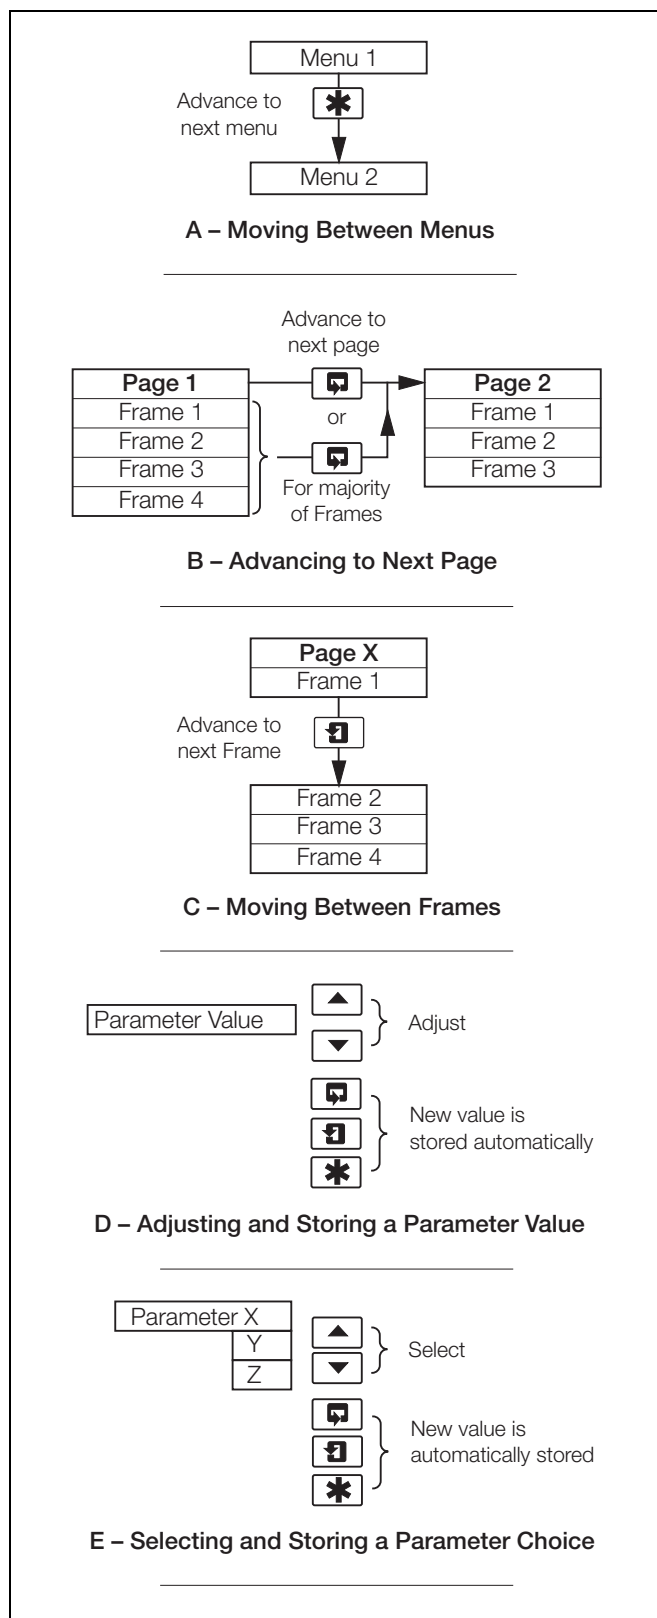 Menu 1
Advance to
next menu
Menu 2
A – Moving Between Menus
Advance to
next page
Page 1
Frame 1
Frame 2
Frame 3
Frame 4
or
For majority
of Frames
Page 2
Frame 1
Frame 2
Frame 3
B – Advancing to Next Page
Page X
Frame 1
Advance to
next Frame
Frame 2
Frame 3
Frame 4
C – Moving Between Frames
Parameter Value
Adjust
New value is
stored automatically
D – Adjusting and Storing a Parameter Value
Parameter X
Y
Z
Select
New value is
automatically stored
E – Selecting and Storing a Parameter Choice